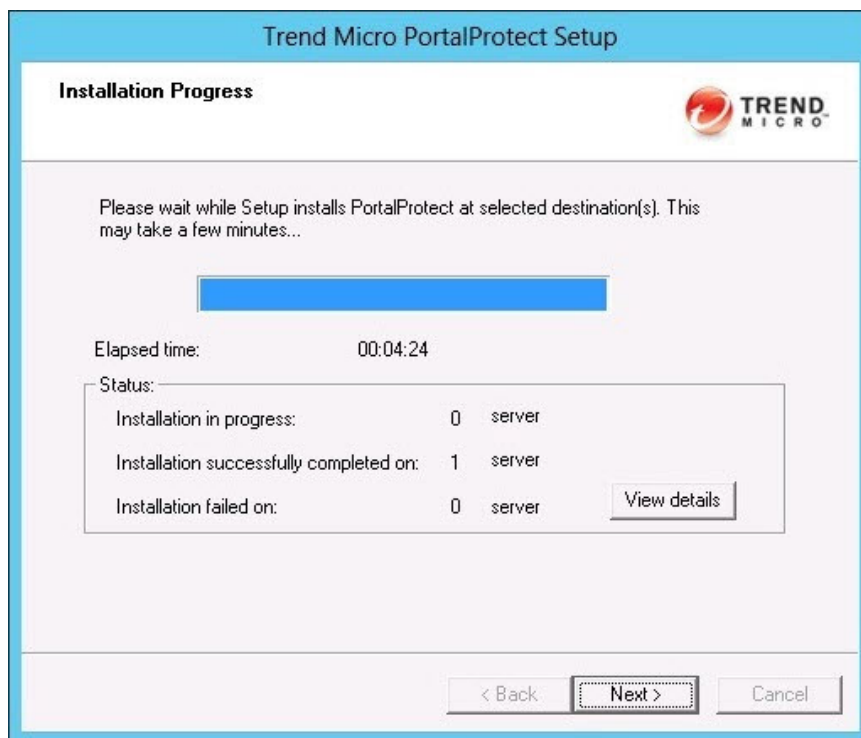 Trend Micro PortalProtect Setup
Installation Progress
TREND
MICRO™
Please wait while Setup installs PortalProtect at selected destination(s). This
may take a few minutes...
Elapsed time: 00:04:24
Status:
Installation in progress: 0 server
Installation successfully completed on: 1 server
Installation failed on: 0 server
View details
< Back Next > Cancel